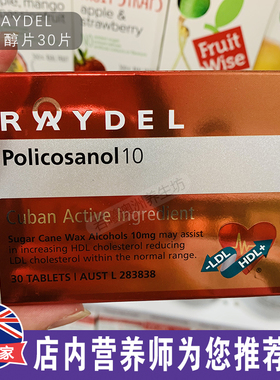 AYDEL
醇片30片
apple &
strawberry
Fruit
Wise
RAYDEL
Policosanol10
Cuban Active Ingredient
Sugar Cane Wax Alcohols 10mg may assist
in increasing HDL cholesterol reducing
LDL cholesterol within the normal range.
-LDL
HDL+
30 TABLETS | AUST L 283838
家
店内营养师为您推荐